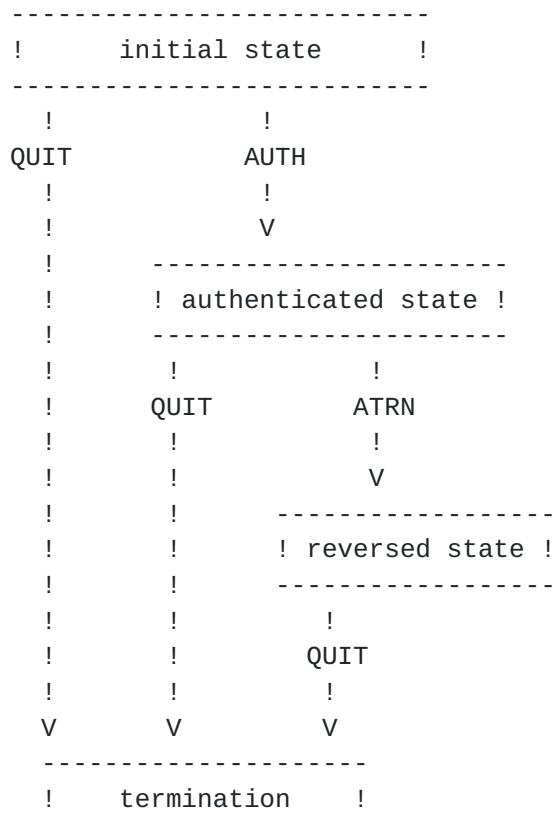 ---------------------------
!      initial state      !
---------------------------
  !             !
QUIT           AUTH
  !             !
  !             V
  !      -----------------------
  !      ! authenticated state !
  !      -----------------------
  !       !            !
  !      QUIT         ATRN
  !       !            !
  !       !            V
  !       !      ------------------
  !       !      ! reversed state !
  !       !      ------------------
  !       !         !
  !       !        QUIT
  !       !         !
  V       V         V
  ---------------------
  !    termination    !